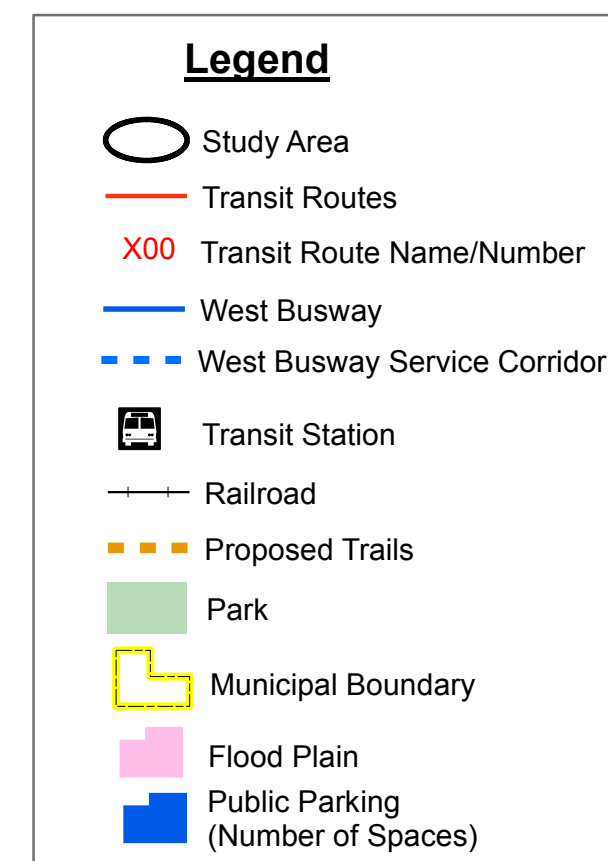 Legend
Study Area
Transit Routes
X00 Transit Route Name/Number
West Busway
West Busway Service Corridor
Transit Station
Railroad
Proposed Trails
Park
Municipal Boundary
Flood Plain
Public Parking
(Number of Spaces)